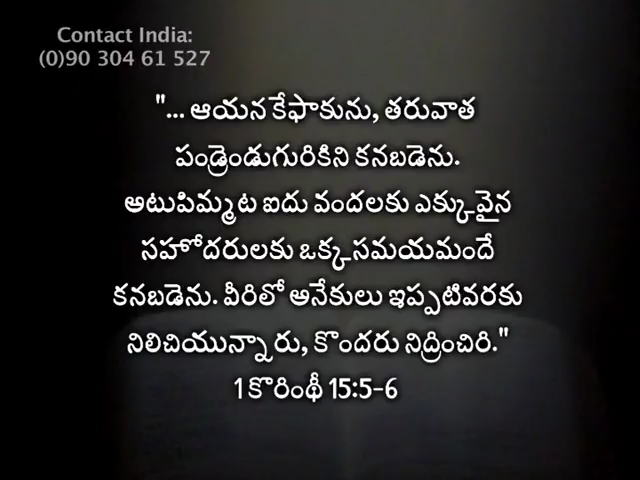 Contact India:
(0)90 304 61 527
"... ఆయన కేఫాకును, తరువాత
పండ్రెండుగురికిని కనబడెను.
అటుపిమ్మట ఐదు వందలకు ఎక్కువైన
సహోదరులకు ఒక్కసమయమందే
కనబడెను. వీరిలో అనేకులు ఇప్పటివరకు
నిలిచియున్నారు, కొందరు నిద్రించిరి."
1 కొరింథీ 15:5-6